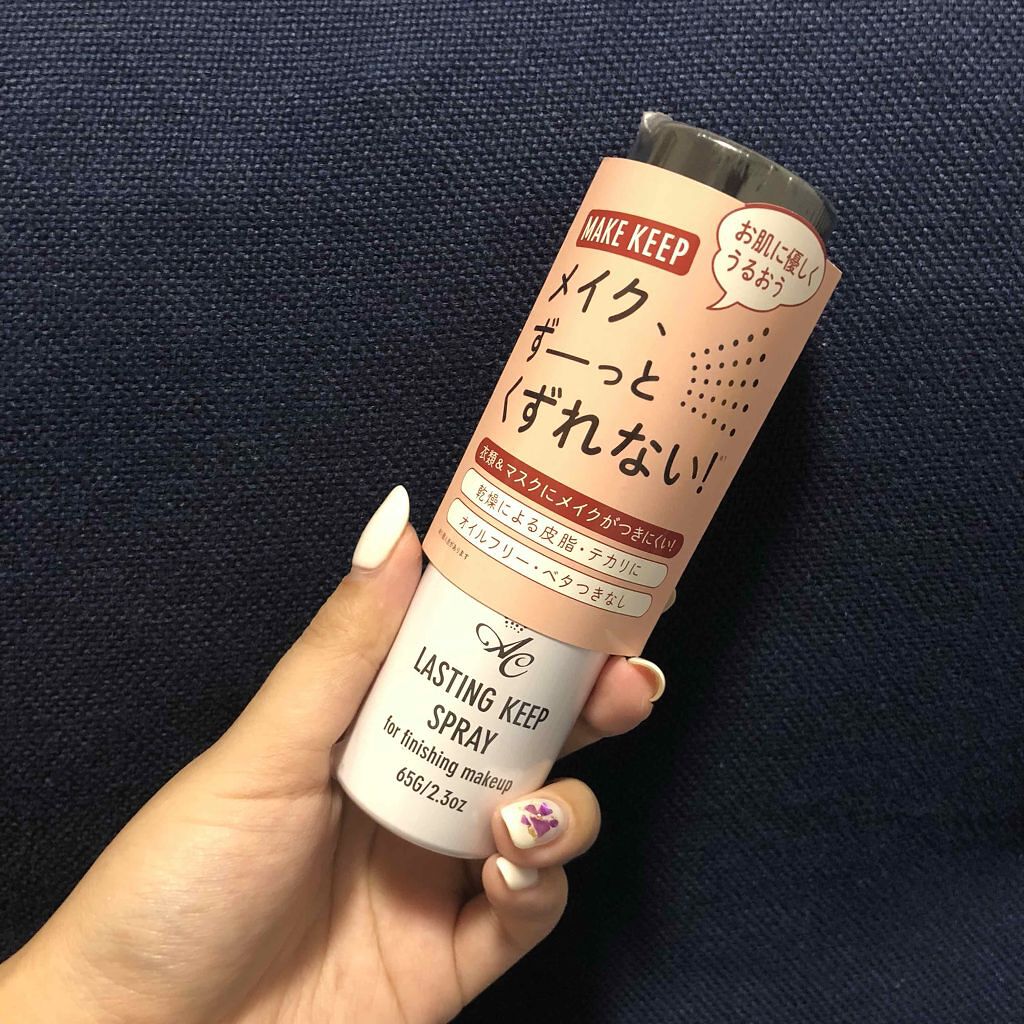 MAKE KEEP
お肌に優しく
うるおう
メイク、
ずーっと
くずれない!
衣類&マスクにメイクがつきにくい!
乾燥による皮脂・テカリに
オイルフリー・ベタつきなし
AC
LASTING KEEP
SPRAY
for finishing makeup
65G/2.3oz